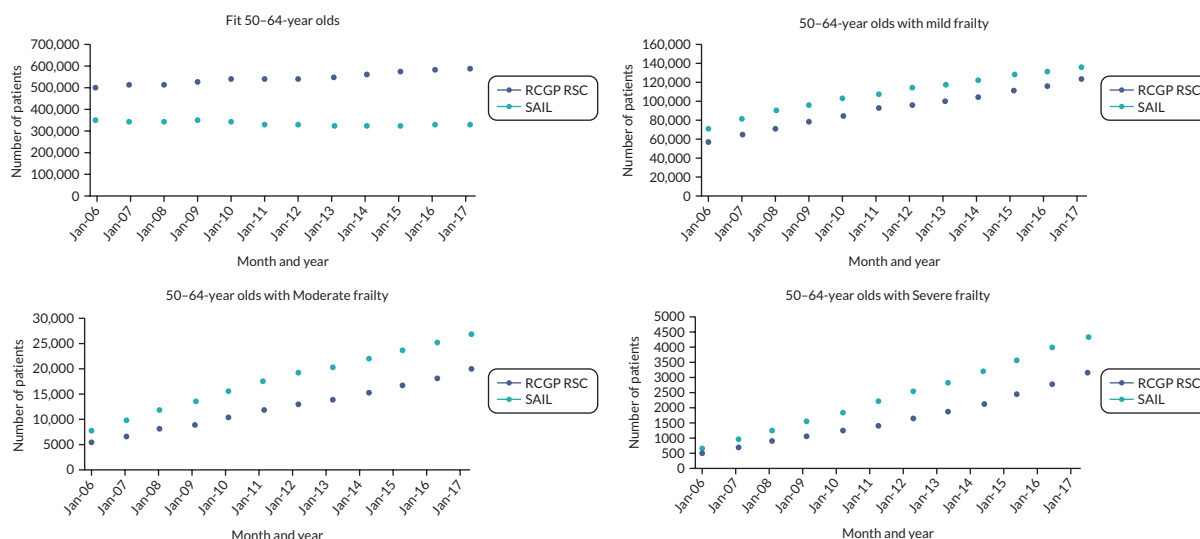 Fit 50–64-year olds
700,000
600,000
500,000
400,000
300,000
200,000
100,000
0
Number of patients
Jan-06
Jan-07
Jan-08
Jan-09
Jan-10
Jan-11
Jan-12
Jan-13
Jan-14
Jan-15
Jan-16
Jan-17
Month and year
RCGP RSC
SAIL
50–64-year olds with mild frailty
160,000
140,000
120,000
100,000
80,000
60,000
40,000
20,000
0
Number of patients
Jan-06
Jan-07
Jan-08
Jan-09
Jan-10
Jan-11
Jan-12
Jan-13
Jan-14
Jan-15
Jan-16
Jan-17
Month and year
RCGP RSC
SAIL
50–64-year olds with Moderate frailty
30,000
25,000
20,000
15,000
10,000
5000
0
Number of patients
Jan-06
Jan-07
Jan-08
Jan-09
Jan-10
Jan-11
Jan-12
Jan-13
Jan-14
Jan-15
Jan-16
Jan-17
Month and year
RCGP RSC
SAIL
50–64-year olds with Severe frailty
5000
4500
4000
3500
3000
2500
2000
1500
1000
500
0
Number of patients
Jan-06
Jan-07
Jan-08
Jan-09
Jan-10
Jan-11
Jan-12
Jan-13
Jan-14
Jan-15
Jan-16
Jan-17
Month and year
RCGP RSC
SAIL